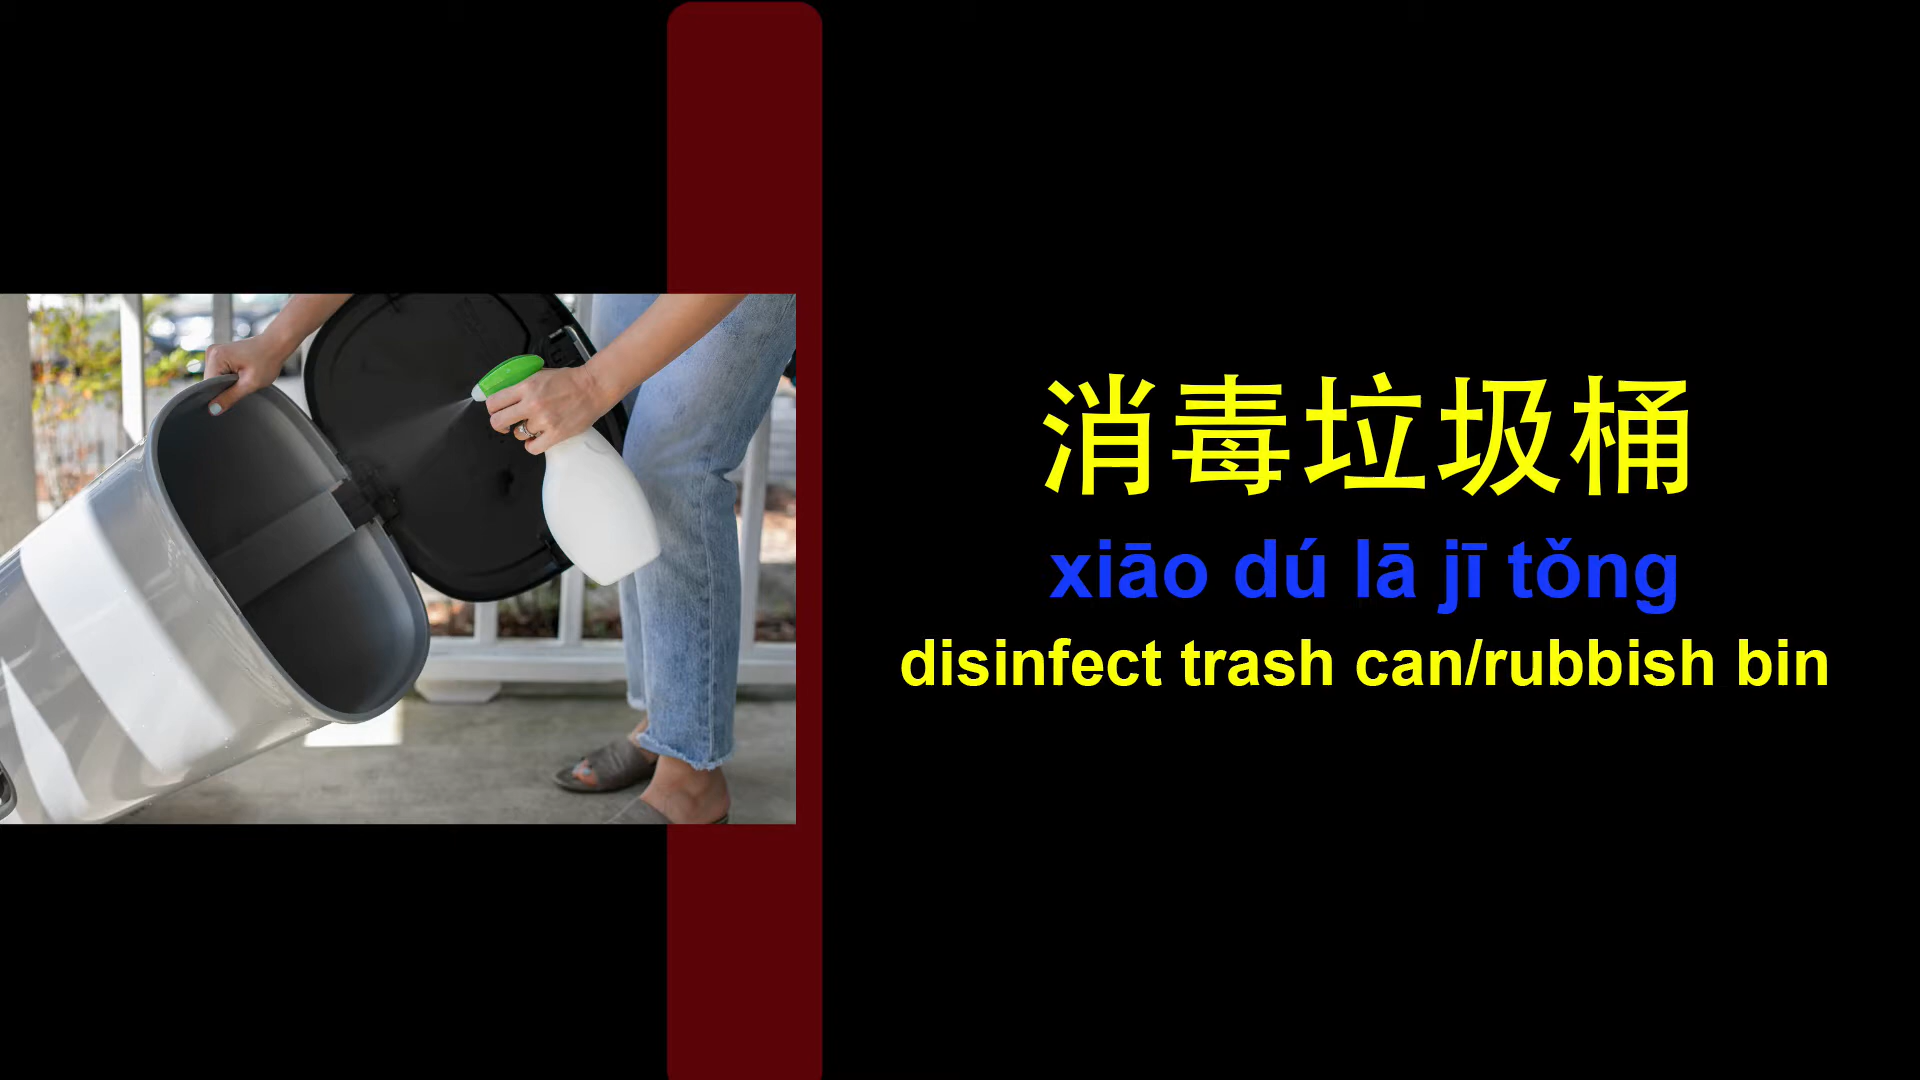 消毒垃圾桶
xiāo dú lā jī tǒng
disinfect trash can/rubbish bin